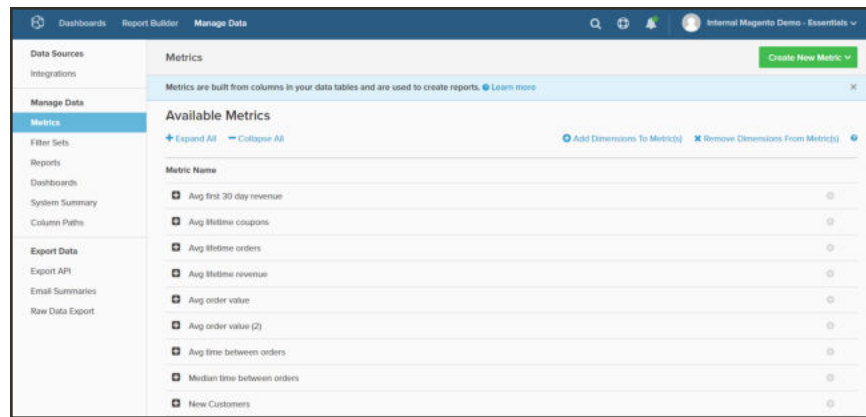 Dashboards Report Builder Manage Data Internal Magento Demo - Essentials
Data Sources
Integrations
Manage Data
Metrics
Filter Sets
Reports
Dashboards
System Summary
Column Paths
Export Data
Export API
Email Summaries
Raw Data Export
Metrics
Create New Metric
Metrics are built from columns in your data tables and are used to create reports. Learn more
Available Metrics
Expand All Collapse All Add Dimensions To Metric(s) Remove Dimensions From Metric(s)
Metric Name
Avg first 30 day revenue
Avg lifetime coupons
Avg lifetime orders
Avg lifetime revenue
Avg order value
Avg order value (2)
Avg time between orders
Median time between orders
New Customers